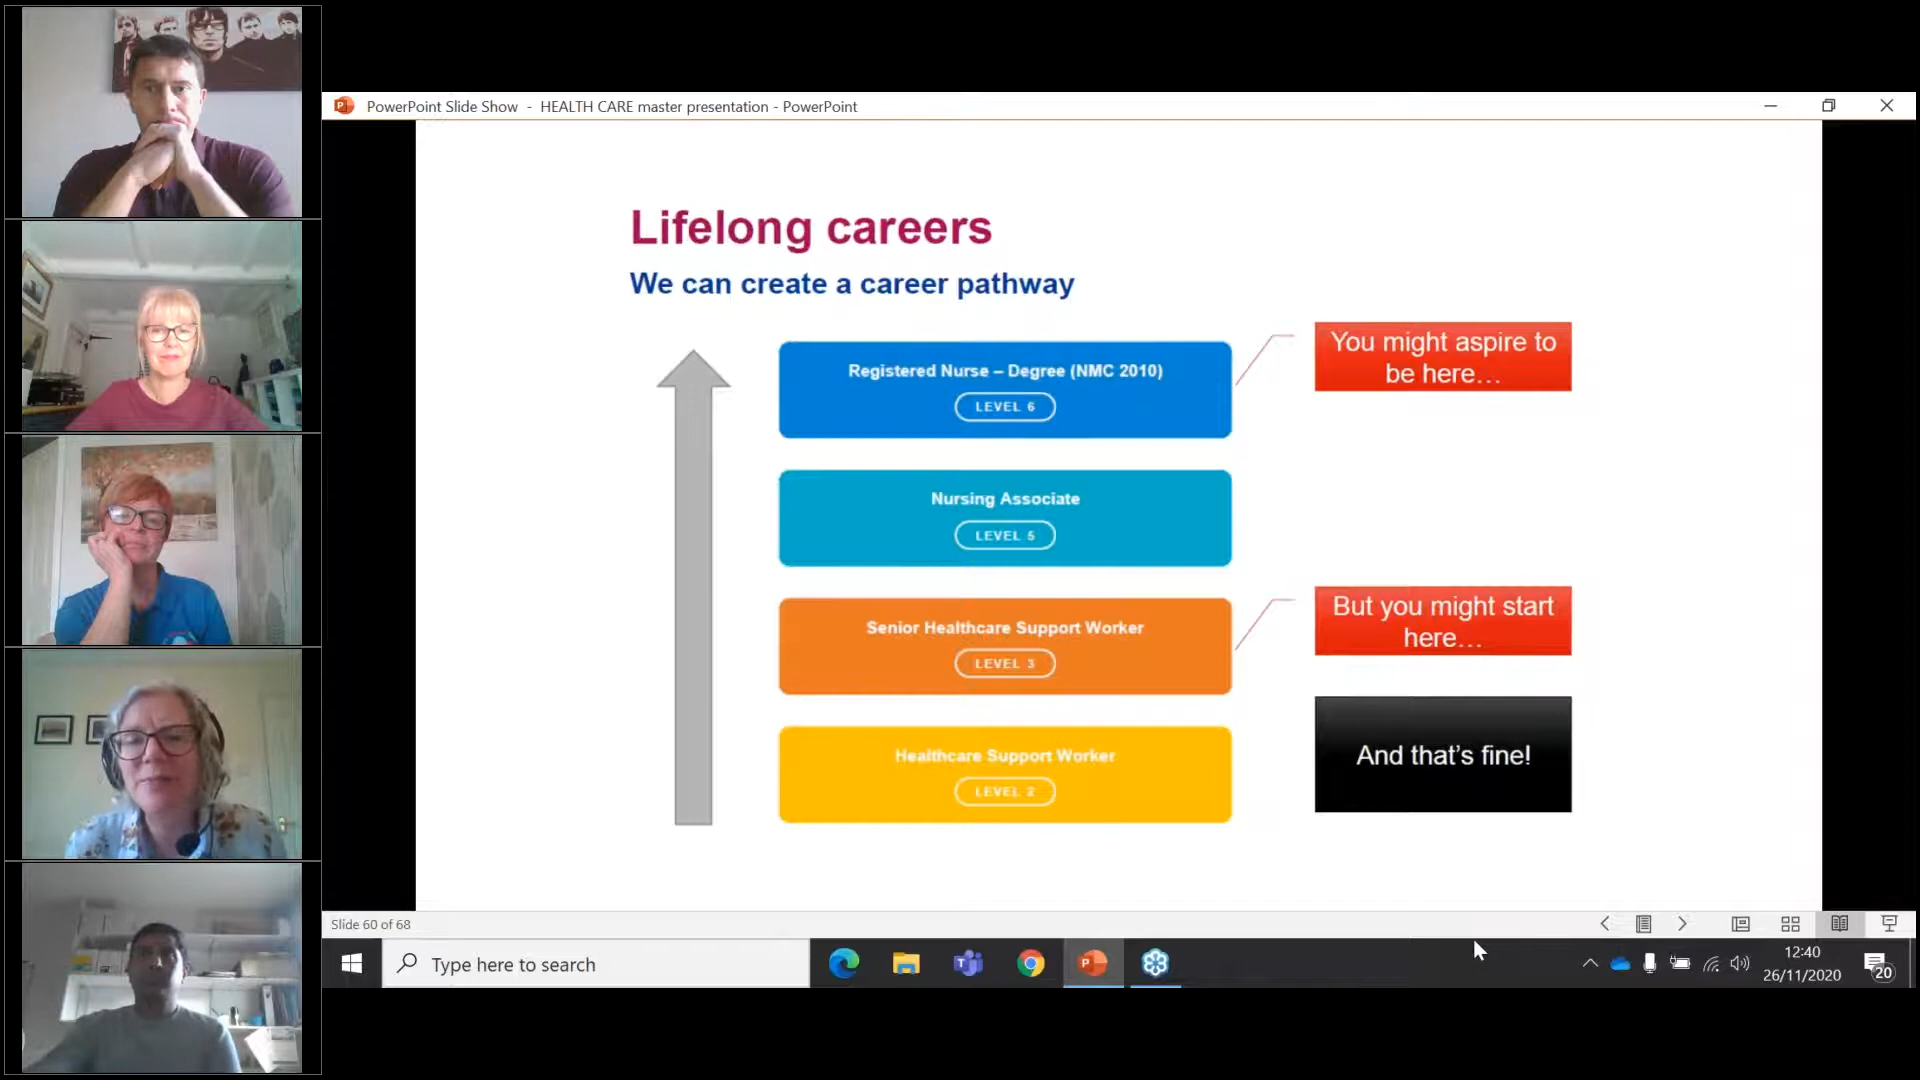 PowerPoint Slide Show - HEALTH CARE master presentation - PowerPoint
Lifelong careers
We can create a career pathway
Registered Nurse – Degree (NMC 2010)
LEVEL 6
You might aspire to
be here…
Nursing Associate
LEVEL 5
Senior Healthcare Support Worker
LEVEL 3
But you might start
here…
Healthcare Support Worker
LEVEL 2
And that’s fine!
Slide 60 of 68
Type here to search
12:40
26/11/2020
20